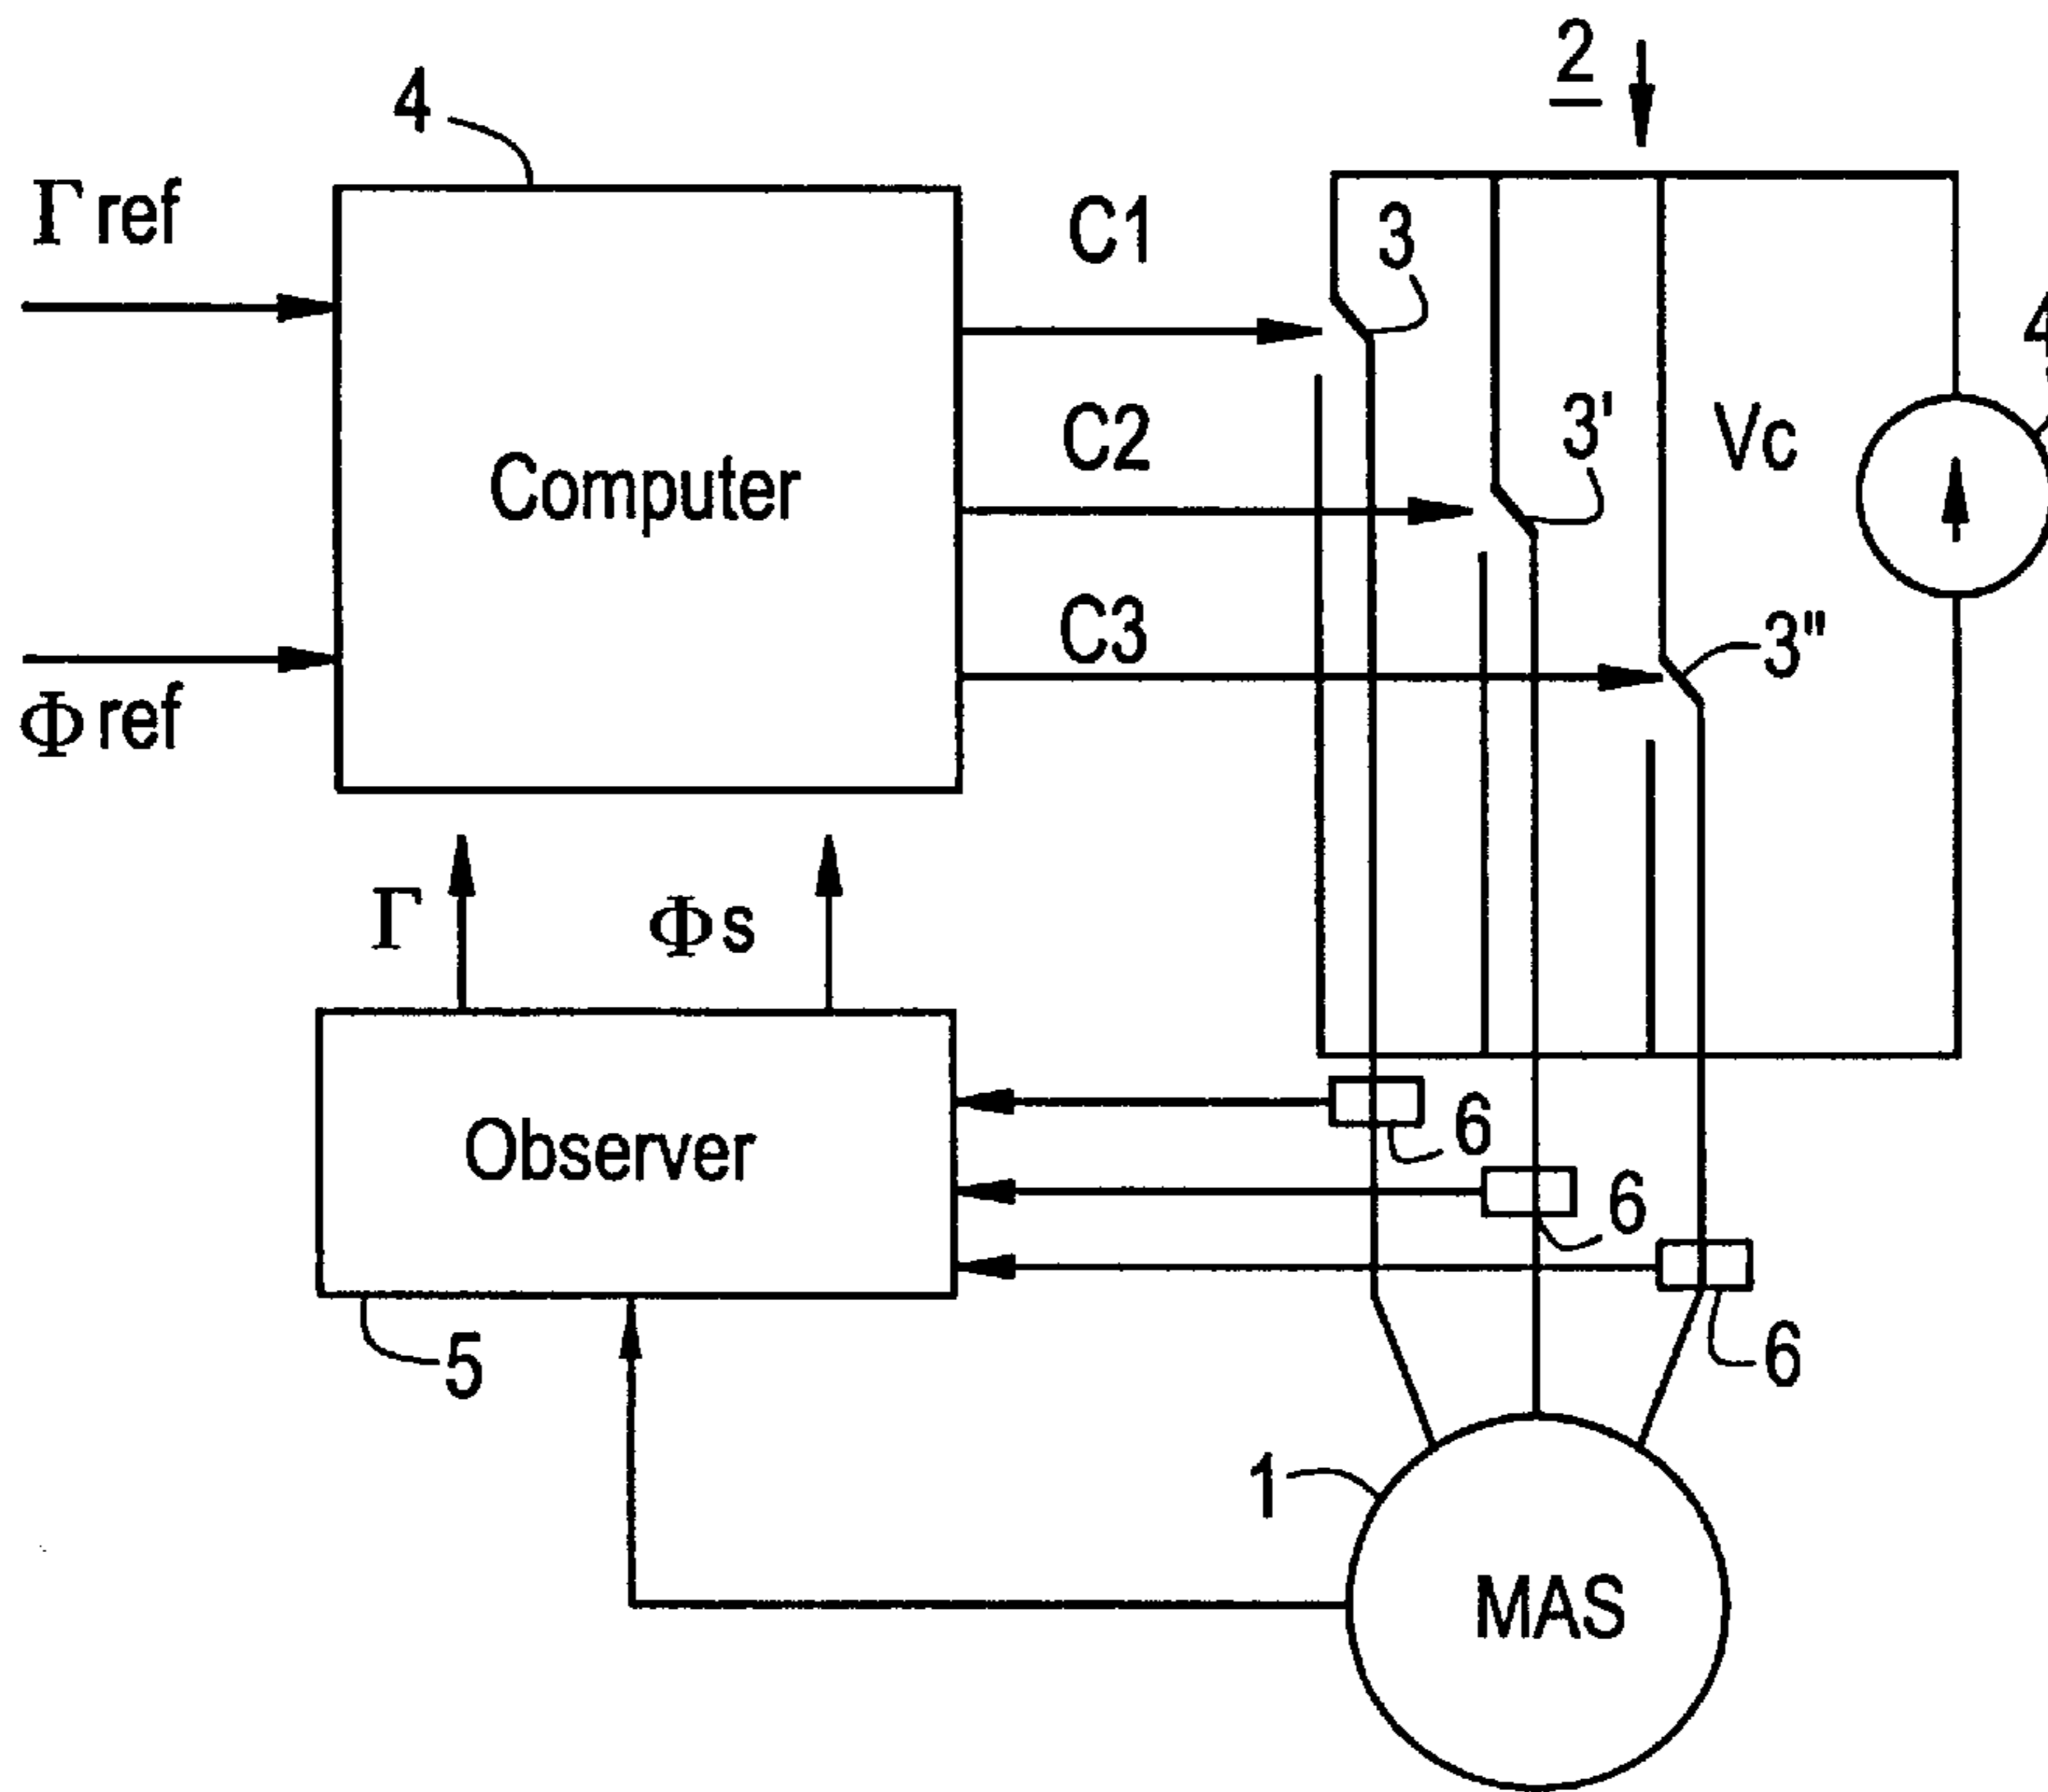 2
4
Γref
C1
3
4
C2
3'
Vc
Computer
C3
3"
Φref
Γ
Φs
Observer
6
6
5
6
1
MAS